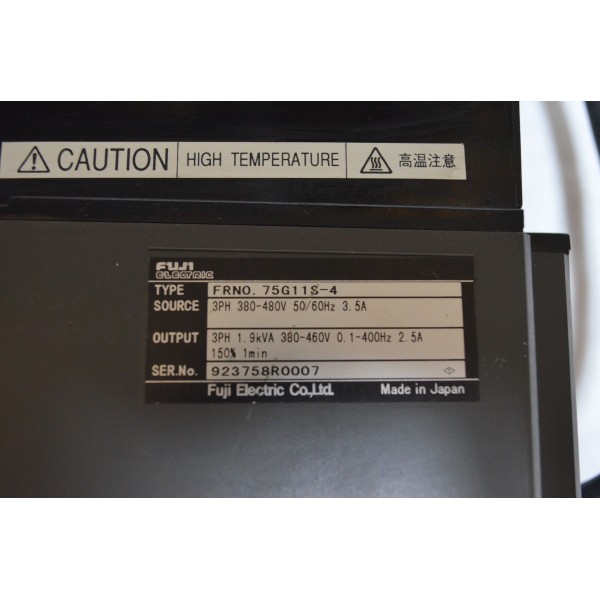 CAUTION HIGH TEMPERATURE 高温注意
FUJI
ELECTRIC
TYPE FRN0.75G11S-4
SOURCE 3PH 380-480V 50/60Hz 3.5A
OUTPUT 3PH 1.9kVA 380-460V 0.1-400Hz 2.5A
150% 1min
SER.No. 923758R0007
Fuji Electric Co.,Ltd. Made in Japan